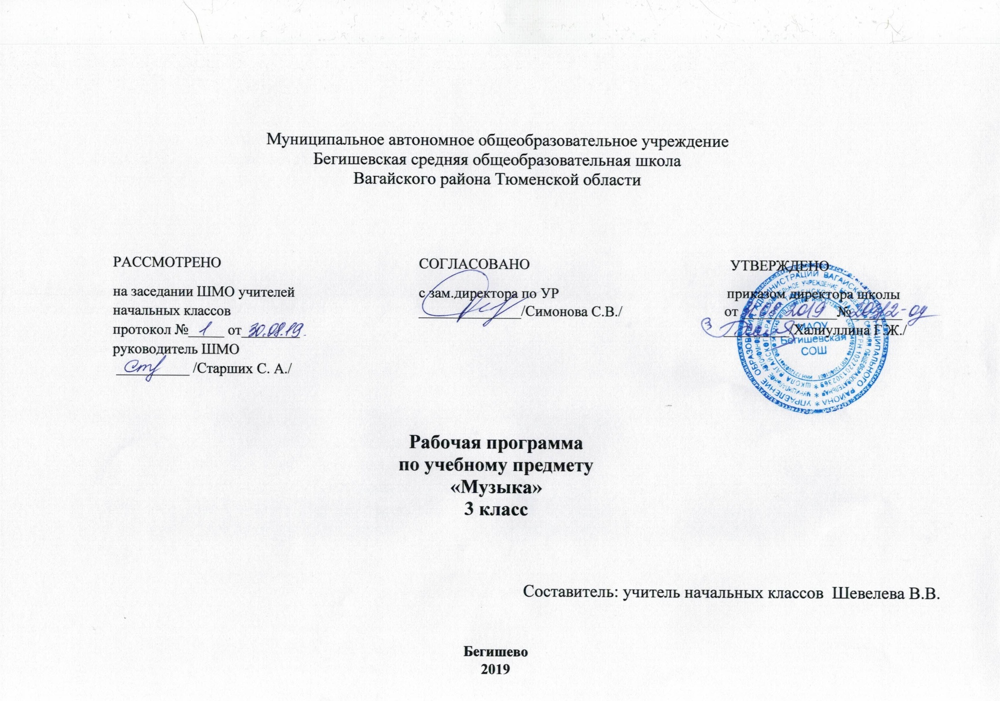 Муниципальное автономное общеобразовательное учреждение
Бегишевская средняя общеобразовательная школа
Вагайского района Тюменской области
РАССМОТРЕНО
на заседании ШМО учителей
начальных классов
протокол № 1 от 30.08.19.
руководитель ШМО
/Старших С. А./
СОГЛАСОВАНО
с зам.директора по УР
/Симонова С.В./
УТВЕРЖДЕНО
приказом директора школы
от 2019 №
/Халиуллина Г.Ж./
МАОУ
Бегишевская
СОШ
Рабочая программа
по учебному предмету
«Музыка»
3 класс
Составитель: учитель начальных классов Шевелева В.В.
Бегишево
2019